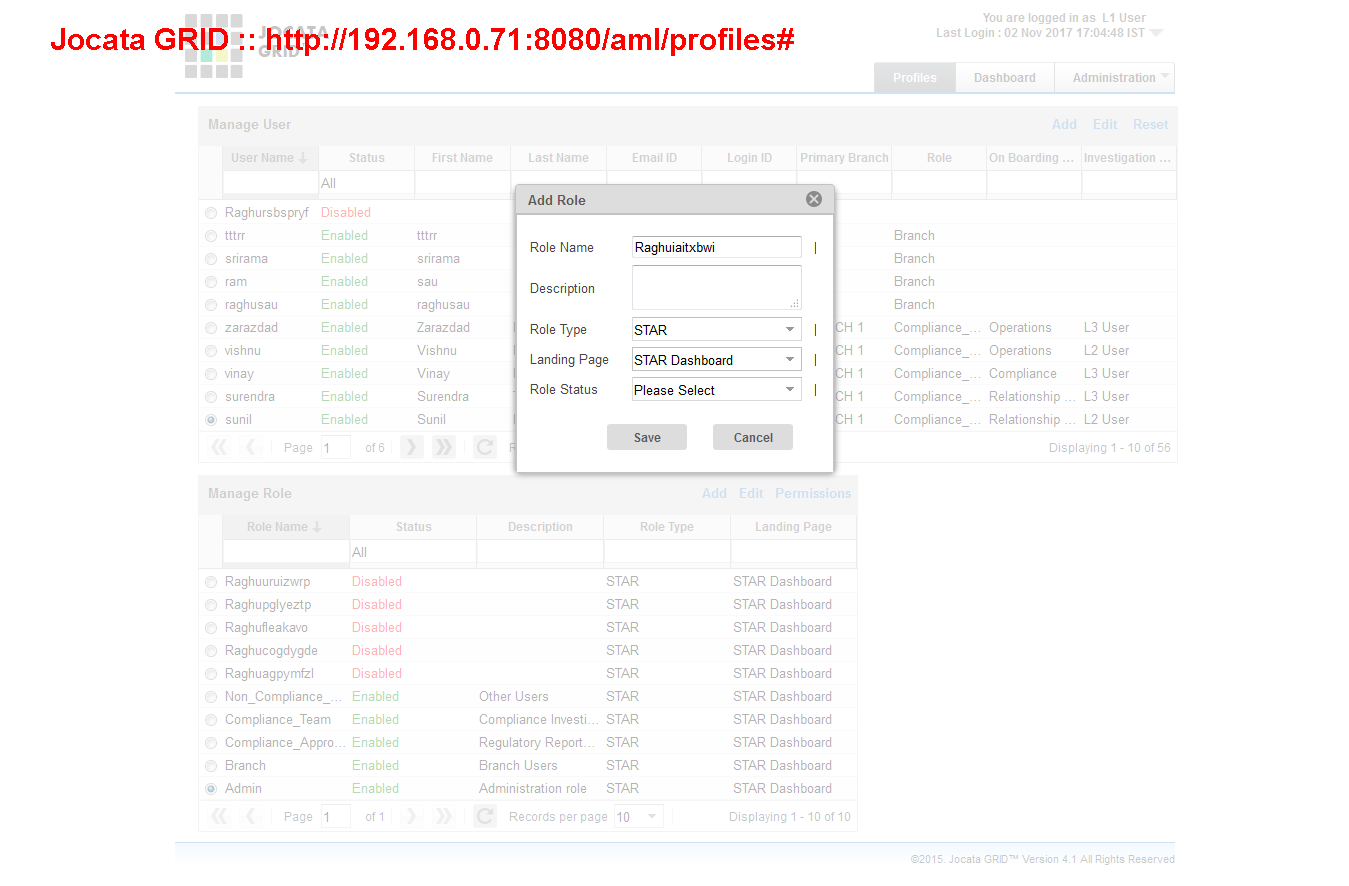 You are logged in as L1 User
Jocata GRID :: http://192.168.0.71:8080/aml/profiles#
JOCATA
GRID
Last Login : 02 Nov 2017 17:04:48 IST
Profiles Dashboard Administration
Manage User Add Edit Reset
User Name Status First Name Last Name Email ID Login ID Primary Branch Role On Boarding ... Investigation ...
All
Raghursbspryf Disabled
tttrr Enabled tttrr Branch
srirama Enabled srirama Branch
ram Enabled sau Branch
raghusau Enabled raghusau Branch
zarazdad Enabled Zarazdad CH 1 Compliance_... Operations L3 User
vishnu Enabled Vishnu CH 1 Compliance_... Operations L2 User
vinay Enabled Vinay CH 1 Compliance_... Compliance L3 User
surendra Enabled Surendra CH 1 Compliance_... Relationship ... L3 User
sunil Enabled Sunil CH 1 Compliance_... Relationship ... L2 User
Page 1 of 6 Displaying 1 - 10 of 56
Add Role
Role Name Raghuiaitxbwi
Description
Role Type STAR
Landing Page STAR Dashboard
Role Status Please Select
Save Cancel
Manage Role Add Edit Permissions
Role Name Status Description Role Type Landing Page
All
Raghuuruizwrp Disabled STAR STAR Dashboard
Raghupglyeztp Disabled STAR STAR Dashboard
Raghufleakavo Disabled STAR STAR Dashboard
Raghucogdygde Disabled STAR STAR Dashboard
Raghuagpymfzl Disabled STAR STAR Dashboard
Non_Compliance_... Enabled Other Users STAR STAR Dashboard
Compliance_Team Enabled Compliance Investi... STAR STAR Dashboard
Compliance_Appro... Enabled Regulatory Report... STAR STAR Dashboard
Branch Enabled Branch Users STAR STAR Dashboard
Admin Enabled Administration role STAR STAR Dashboard
Page 1 of 1 Records per page 10 Displaying 1 - 10 of 10
©2015. Jocata GRID™ Version 4.1 All Rights Reserved